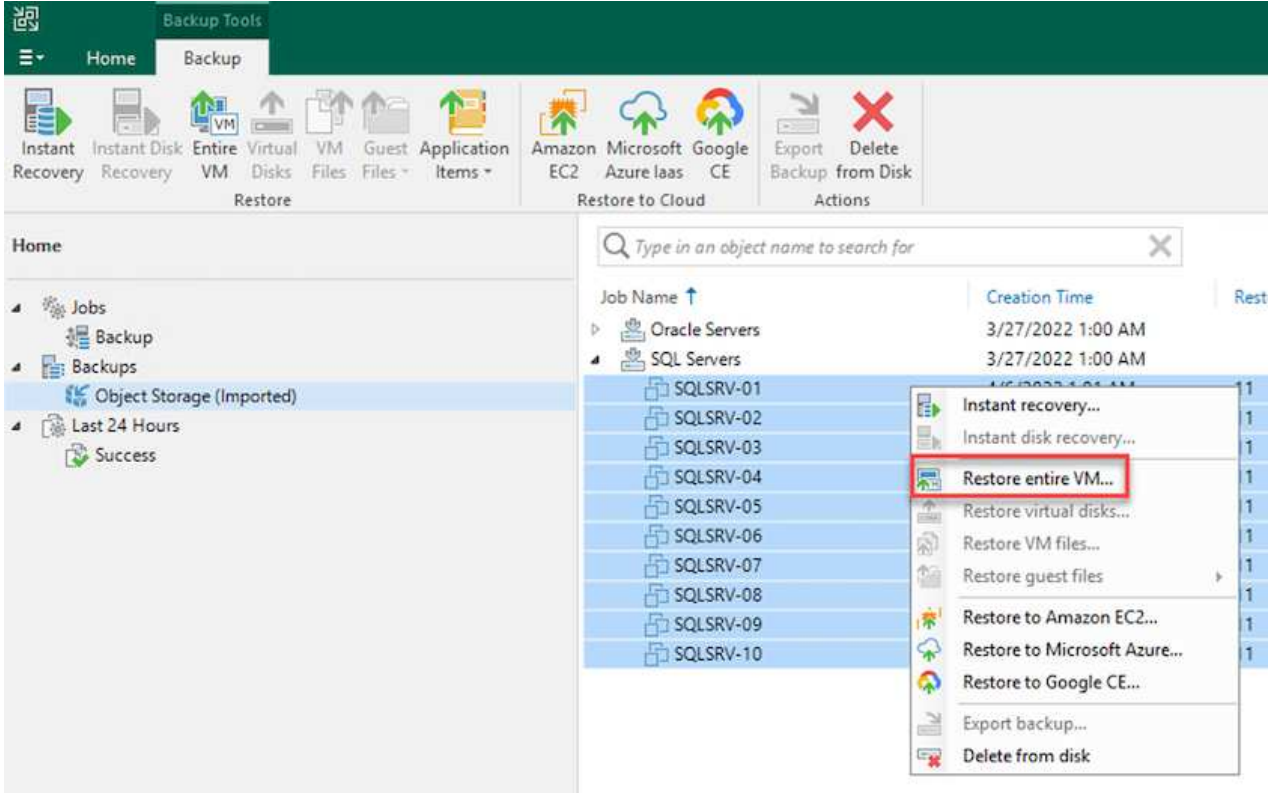 Backup Tools
Home Backup
Instant Recovery
Instant Disk Recovery
Entire VM
Virtual Disks
VM Files
Guest Files
Application Items
Amazon EC2
Microsoft Azure Iaas
Google CE
Export Backup
Delete from Disk
Restore
Restore to Cloud
Actions
Home
Type in an object name to search for
Jobs
Backup
Backups
Object Storage (Imported)
Last 24 Hours
Success
Job Name Creation Time Rest
Oracle Servers 3/27/2022 1:00 AM
SQL Servers 3/27/2022 1:00 AM
SQLSRV-01 11
SQLSRV-02
SQLSRV-03
SQLSRV-04
SQLSRV-05
SQLSRV-06
SQLSRV-07
SQLSRV-08
SQLSRV-09
SQLSRV-10
Instant recovery...
Instant disk recovery...
Restore entire VM...
Restore virtual disks...
Restore VM files...
Restore guest files
Restore to Amazon EC2...
Restore to Microsoft Azure...
Restore to Google CE...
Export backup...
Delete from disk